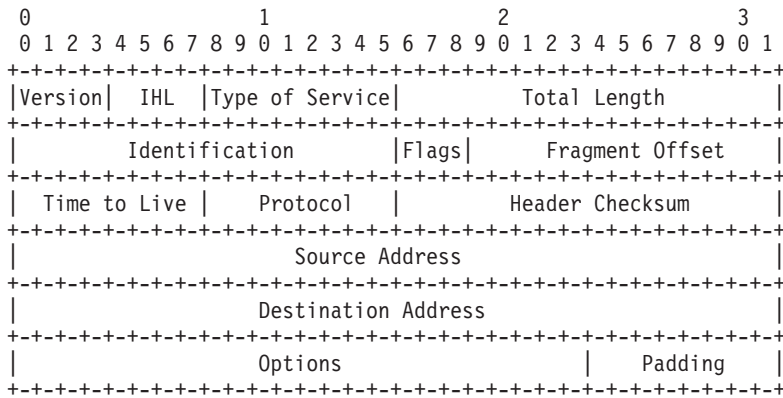 0                   1                   2                   3
 0 1 2 3 4 5 6 7 8 9 0 1 2 3 4 5 6 7 8 9 0 1 2 3 4 5 6 7 8 9 0 1
+-+-+-+-+-+-+-+-+-+-+-+-+-+-+-+-+-+-+-+-+-+-+-+-+-+-+-+-+-+-+-+-+
|Version|  IHL  |Type of Service|          Total Length         |
+-+-+-+-+-+-+-+-+-+-+-+-+-+-+-+-+-+-+-+-+-+-+-+-+-+-+-+-+-+-+-+-+
|         Identification        |Flags|      Fragment Offset    |
+-+-+-+-+-+-+-+-+-+-+-+-+-+-+-+-+-+-+-+-+-+-+-+-+-+-+-+-+-+-+-+-+
|  Time to Live |    Protocol   |         Header Checksum       |
+-+-+-+-+-+-+-+-+-+-+-+-+-+-+-+-+-+-+-+-+-+-+-+-+-+-+-+-+-+-+-+-+
|                       Source Address                          |
+-+-+-+-+-+-+-+-+-+-+-+-+-+-+-+-+-+-+-+-+-+-+-+-+-+-+-+-+-+-+-+-+
|                    Destination Address                        |
+-+-+-+-+-+-+-+-+-+-+-+-+-+-+-+-+-+-+-+-+-+-+-+-+-+-+-+-+-+-+-+-+
|                    Options                    |    Padding    |
+-+-+-+-+-+-+-+-+-+-+-+-+-+-+-+-+-+-+-+-+-+-+-+-+-+-+-+-+-+-+-+-+